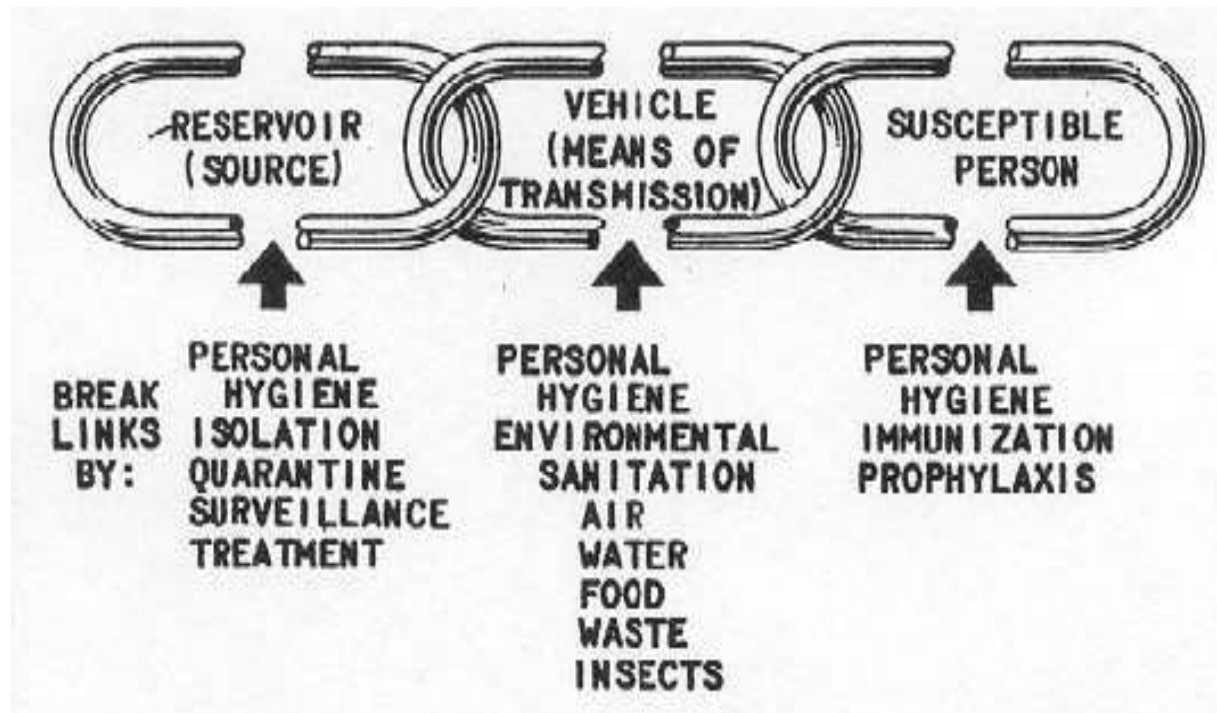 RESERVOIR
(SOURCE)
VEHICLE
(MEANS OF
TRANSMISSION)
SUSCEPTIBLE
PERSON
BREAK
LINKS
BY:
PERSONAL
HYGIENE
ISOLATION
QUARANTINE
SURVEILLANCE
TREATMENT
PERSONAL
HYGIENE
ENVIRONMENTAL
SANITATION
AIR
WATER
FOOD
WASTE
INSECTS
PERSONAL
HYGIENE
IMMUNIZATION
PROPHYLAXIS